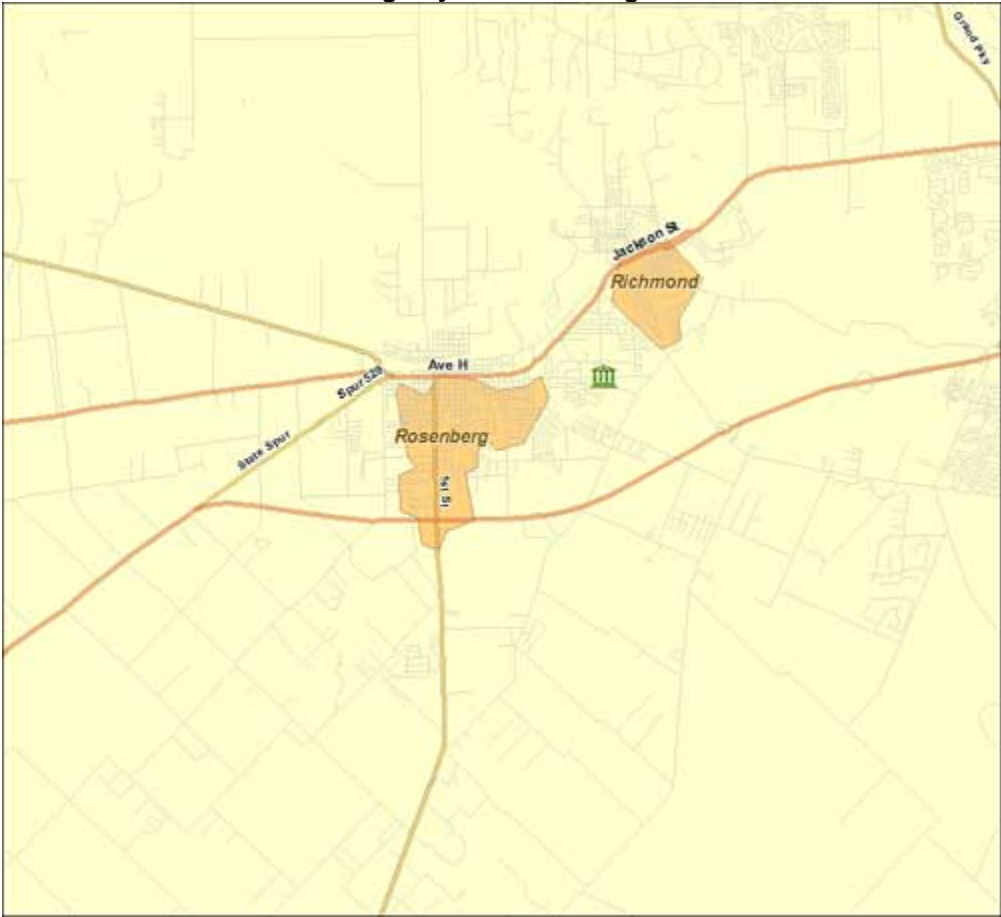 Grand Pky
Jackson St
Richmond
Ave H
Spur 529
Rosenberg
State Spur
1st St